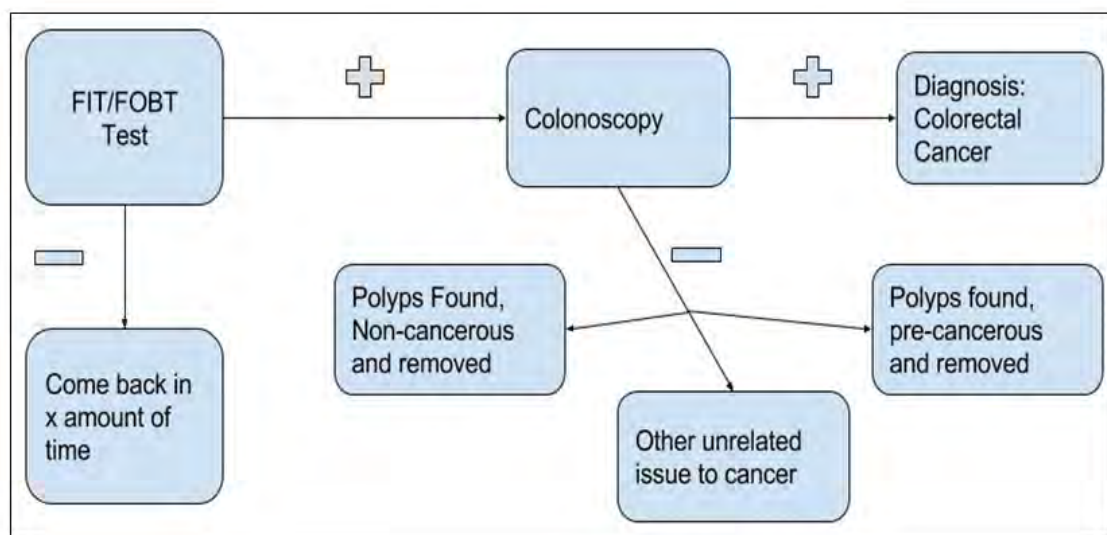 FIT/FOBT
Test
Colonoscopy
Diagnosis:
Colorectal
Cancer
Come back in
x amount of
time
Polyps Found,
Non-cancerous
and removed
Other unrelated
issue to cancer
Polyps found,
pre-cancerous
and removed